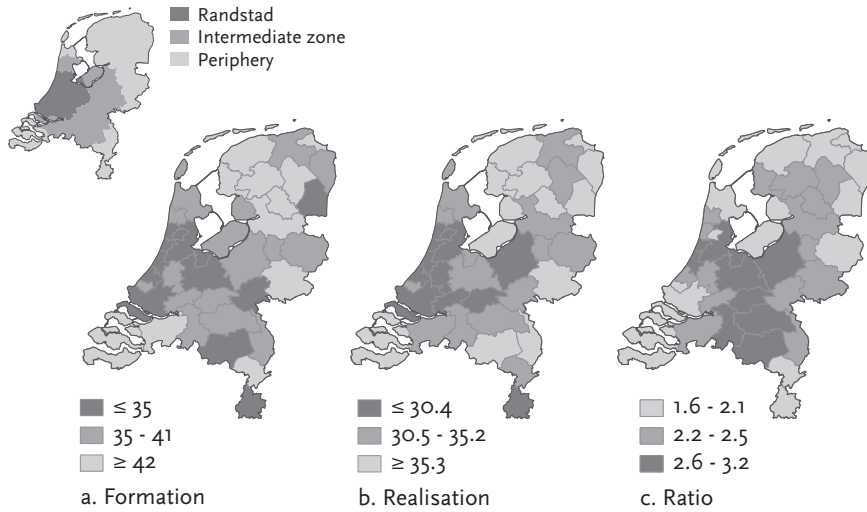 Randstad
Intermediate zone
Periphery
≤ 35
35 - 41
≥ 42
a. Formation
≤ 30.4
30.5 - 35.2
≥ 35.3
b. Realisation
1.6 - 2.1
2.2 - 2.5
2.6 - 3.2
c. Ratio